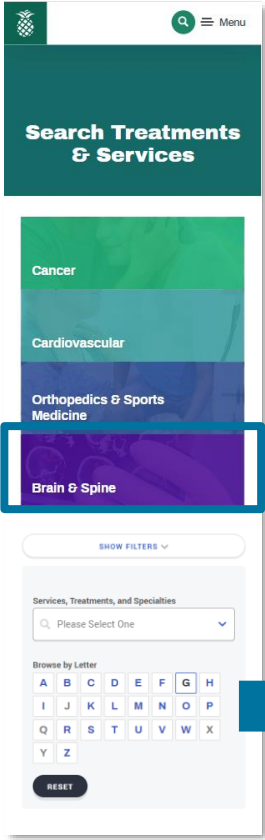 Menu
Search Treatments
& Services
Cancer
Cardiovascular
Orthopedics & Sports
Medicine
Brain & Spine
SHOW FILTERS
Services, Treatments, and Specialties
Please Select One
Browse by Letter
A B C D E F G H
I J K L M N O P
Q R S T U V W X
Y Z
RESET